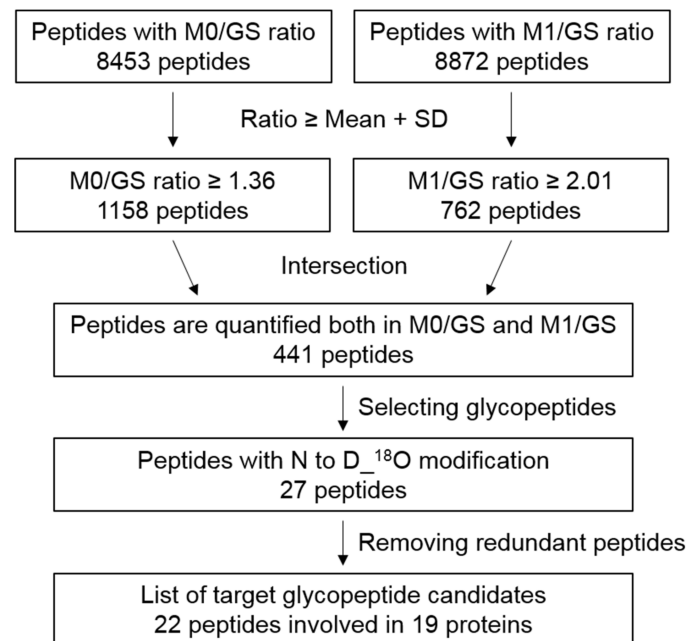 Peptides with M0/GS ratio
8453 peptides
Peptides with M1/GS ratio
8872 peptides
Ratio ≥ Mean + SD
M0/GS ratio ≥ 1.36
1158 peptides
M1/GS ratio ≥ 2.01
762 peptides
Intersection
Peptides are quantified both in M0/GS and M1/GS
441 peptides
Selecting glycopeptides
Peptides with N to D_¹⁸O modification
27 peptides
Removing redundant peptides
List of target glycopeptide candidates
22 peptides involved in 19 proteins